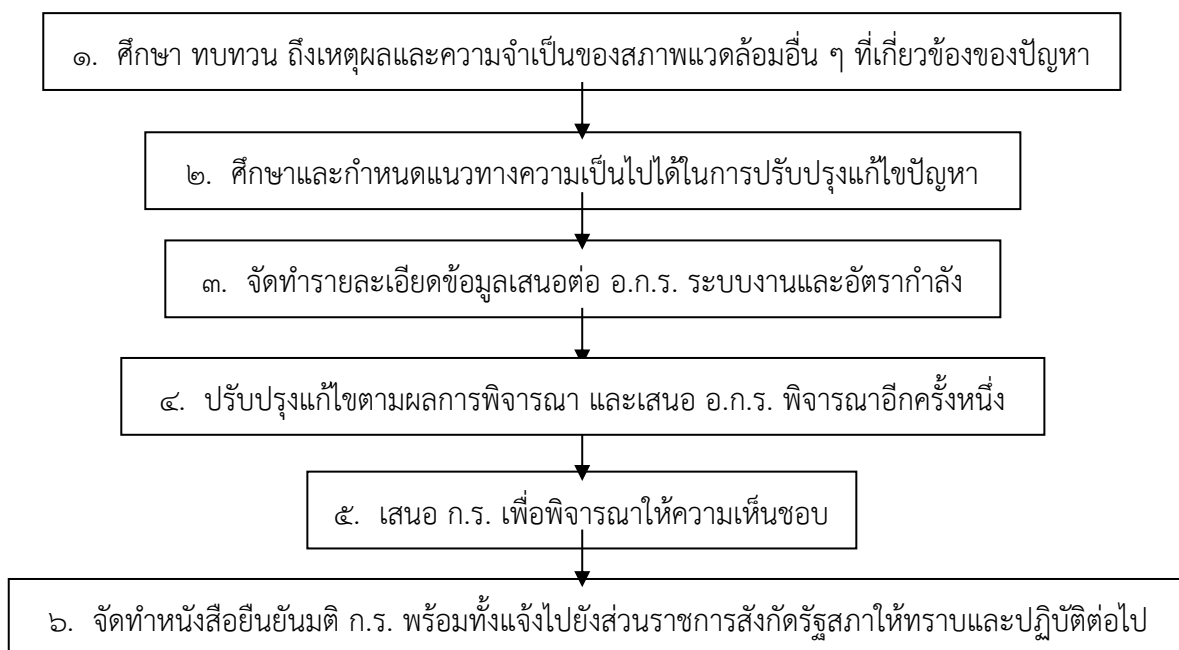 ๑. ศึกษา ทบทวน ถึงเหตุผลและความจำเป็นของสภาพแวดล้อมอื่น ๆ ที่เกี่ยวข้องของปัญหา
๒. ศึกษาและกำหนดแนวทางความเป็นไปได้ในการปรับปรุงแก้ไขปัญหา
๓. จัดทำรายละเอียดข้อมูลเสนอต่อ อ.ก.ร. ระบบงานและอัตรากำลัง
๔. ปรับปรุงแก้ไขตามผลการพิจารณา และเสนอ อ.ก.ร. พิจารณาอีกครั้งหนึ่ง
๕. เสนอ ก.ร. เพื่อพิจารณาให้ความเห็นชอบ
๖. จัดทำหนังสือยืนยันมติ ก.ร. พร้อมทั้งแจ้งไปยังส่วนราชการสังกัดรัฐสภาให้ทราบและปฏิบัติต่อไป